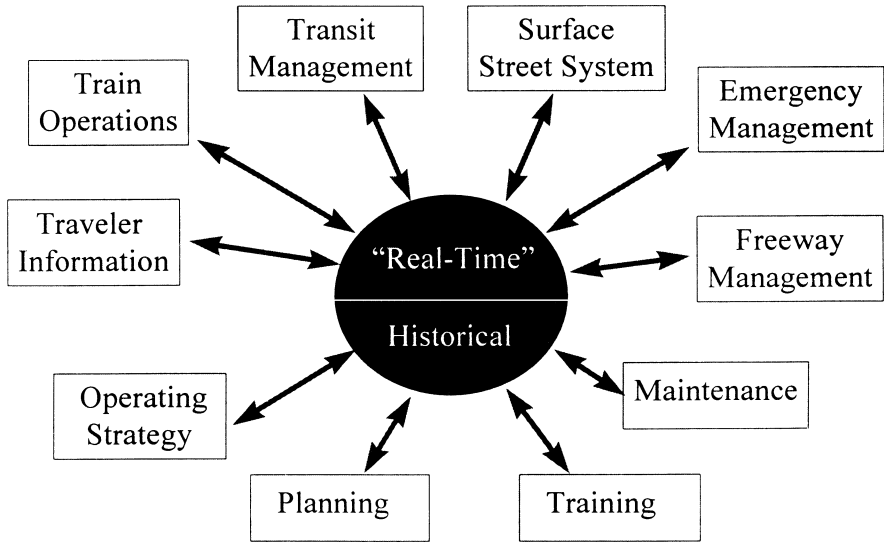 Transit
Management
Surface
Street System
Train
Operations
Emergency
Management
Traveler
Information
“Real-Time”
Freeway
Management
Historical
Operating
Strategy
Maintenance
Planning
Training